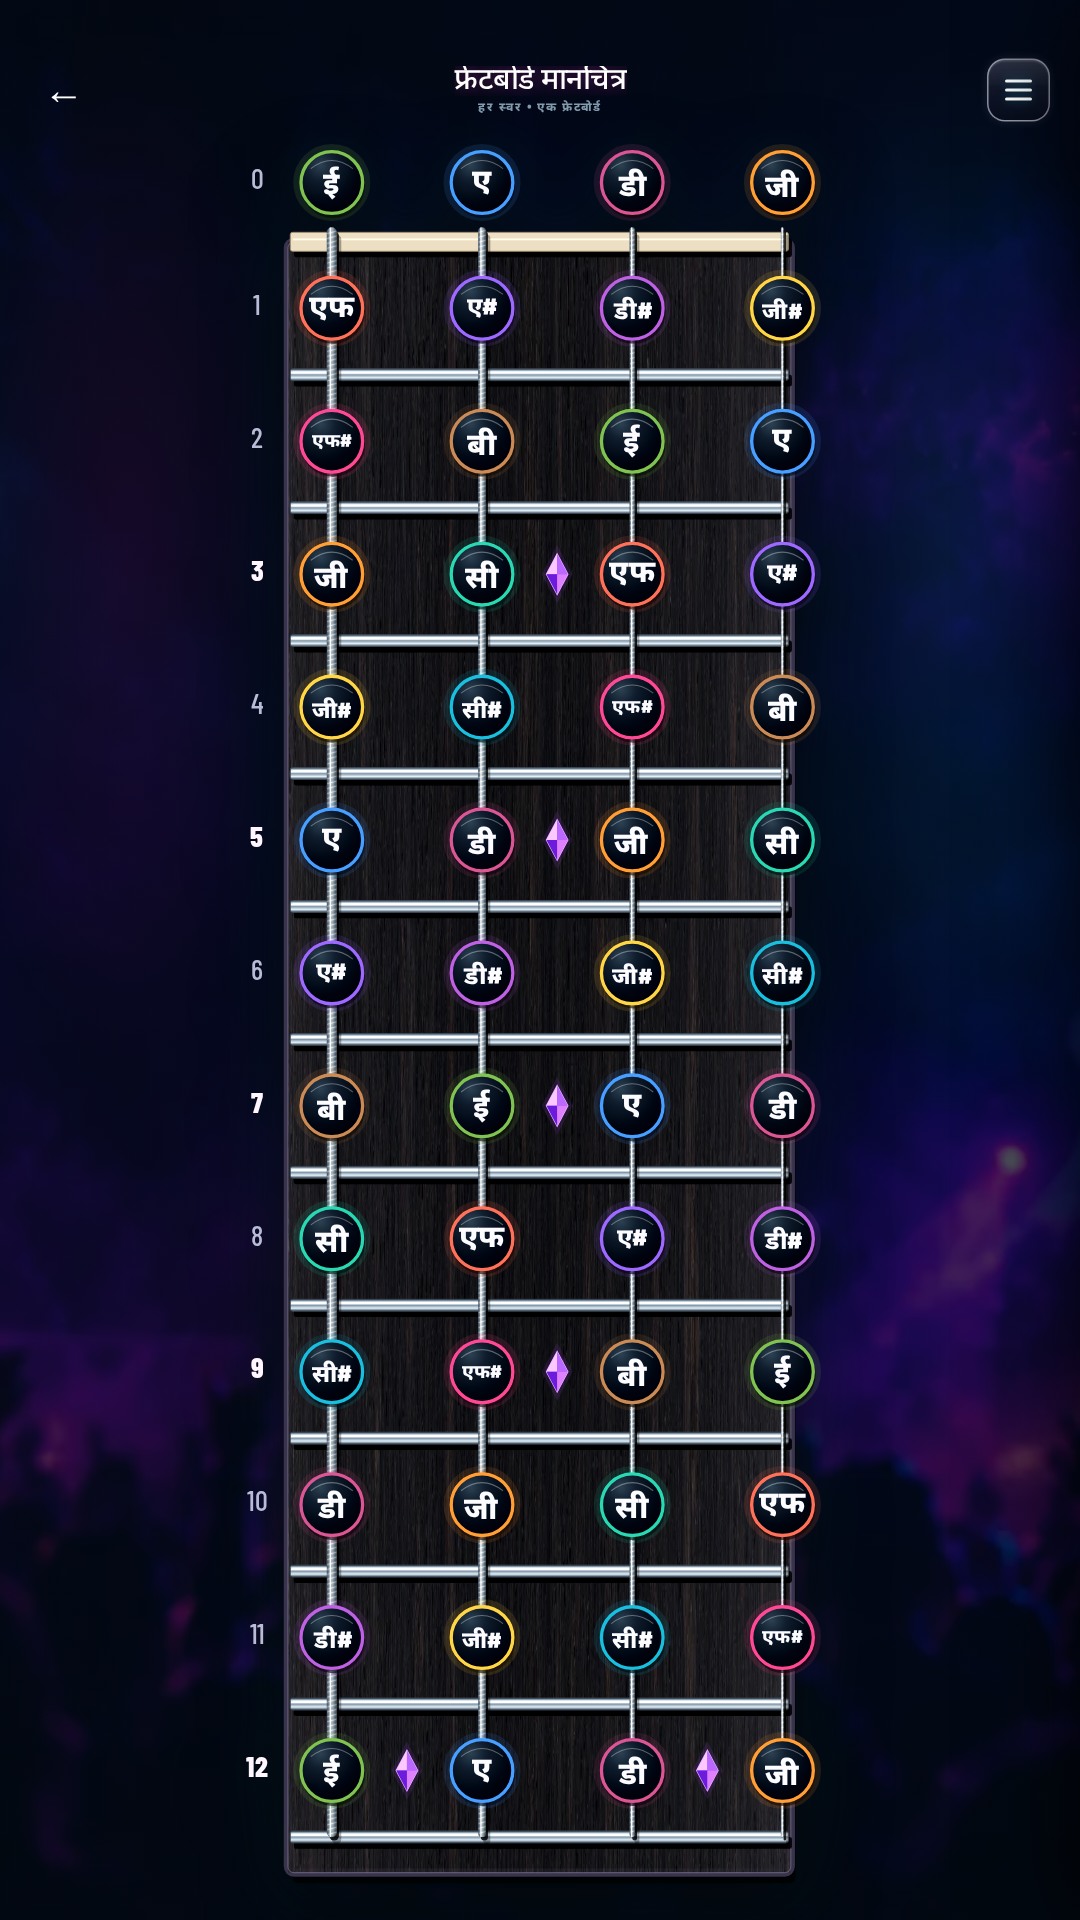 फ्रेटबोर्ड मानचित्र
हर स्वर • एक फ्रेटबोर्ड
0 ई ए डी जी
1 एफ ए# डी# जी#
2 एफ# बी ई ए
3 जी सी एफ ए#
4 जी# सी# एफ# बी
5 ए डी जी सी
6 ए# डी# जी# सी#
7 बी ई ए डी
8 सी एफ ए# डी#
9 सी# एफ# बी ई
10 डी जी सी एफ
11 डी# जी# सी# एफ#
12 ई ए डी जी